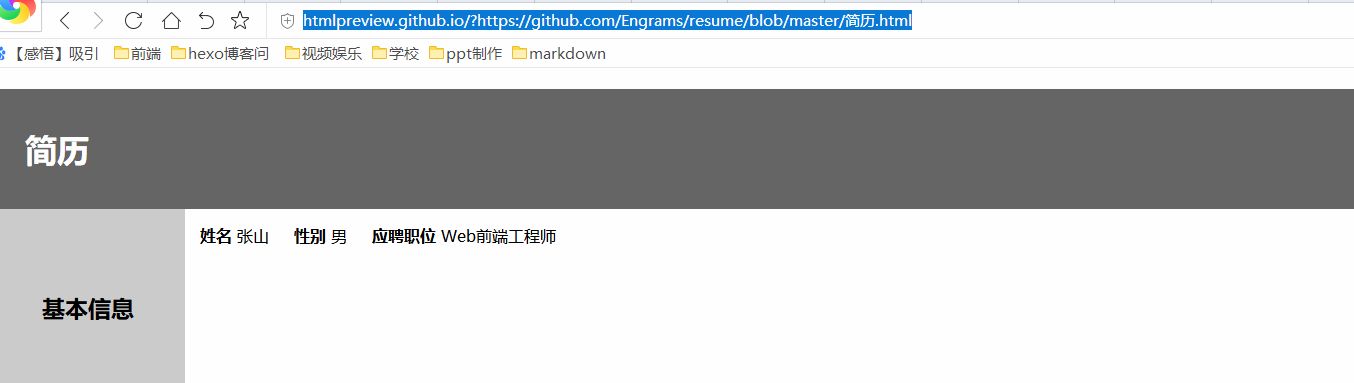 htmlpreview.github.io/?https://github.com/Engrams/resume/blob/master/简历.html
【感悟】吸引 前端 hexo博客问 视频娱乐 学校 ppt制作 markdown
简历
姓名 张山 性别 男 应聘职位 Web前端工程师
基本信息